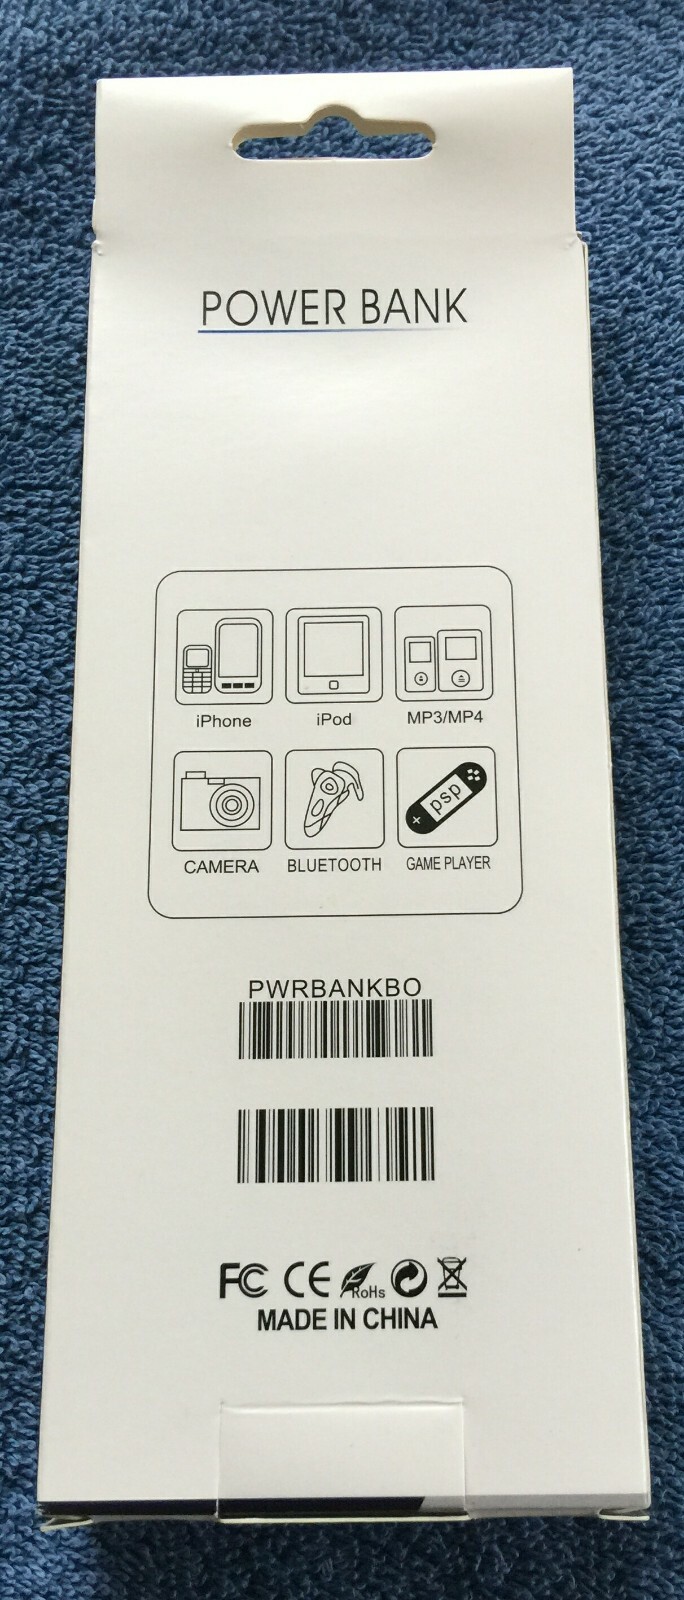 POWER BANK
iPhone iPod MP3/MP4
psp
CAMERA BLUETOOTH GAME PLAYER
PWRBANKBO
FC CE RoHs
MADE IN CHINA